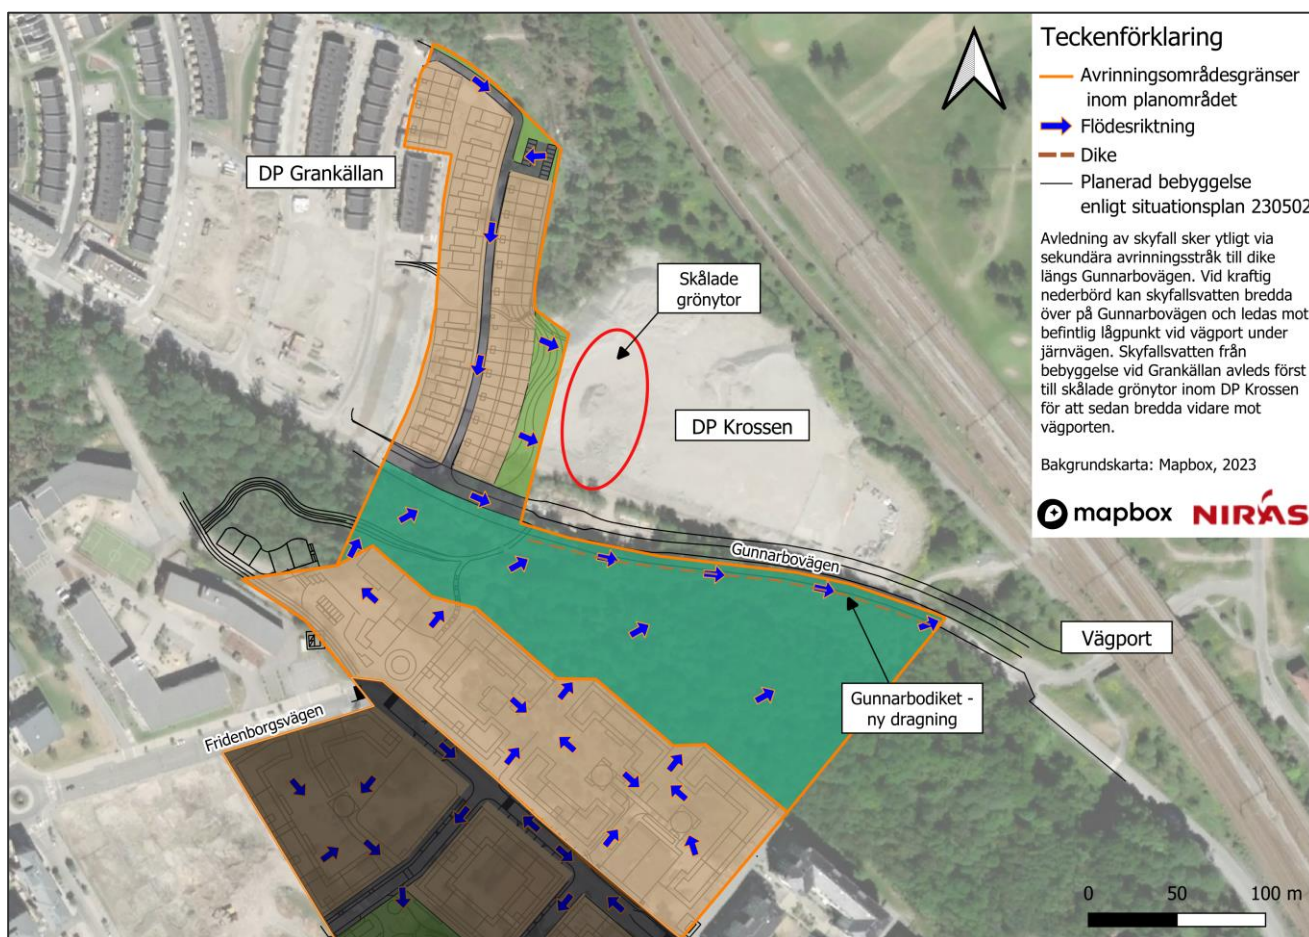 Teckenförklaring
Avrinningsområdesgränser
inom planområdet
Flödesriktning
Dike
Planerad bebyggelse
enligt situationsplan 230502
Avledning av skyfall sker ytligt via
sekundära avrinningsstråk till dike
längs Gunnarbovägen. Vid kraftig
nederbörd kan skyfallsvatten bredda
över på Gunnarbovägen och ledas mot
befintlig lågpunkt vid vägport under
järnvägen. Skyfallsvatten från
bebyggelse vid Grankällan avleds först
till skålade grönytor inom DP Krossen
för att sedan bredda vidare mot
vägporten.
Bakgrundskarta: Mapbox, 2023
mapbox
NIRAS
DP Grankällan
Skålade
grönytor
DP Krossen
Gunnarbovägen
Vägport
Gunnarbodiket -
ny dragning
Fridenborgsvägen
0 50 100 m